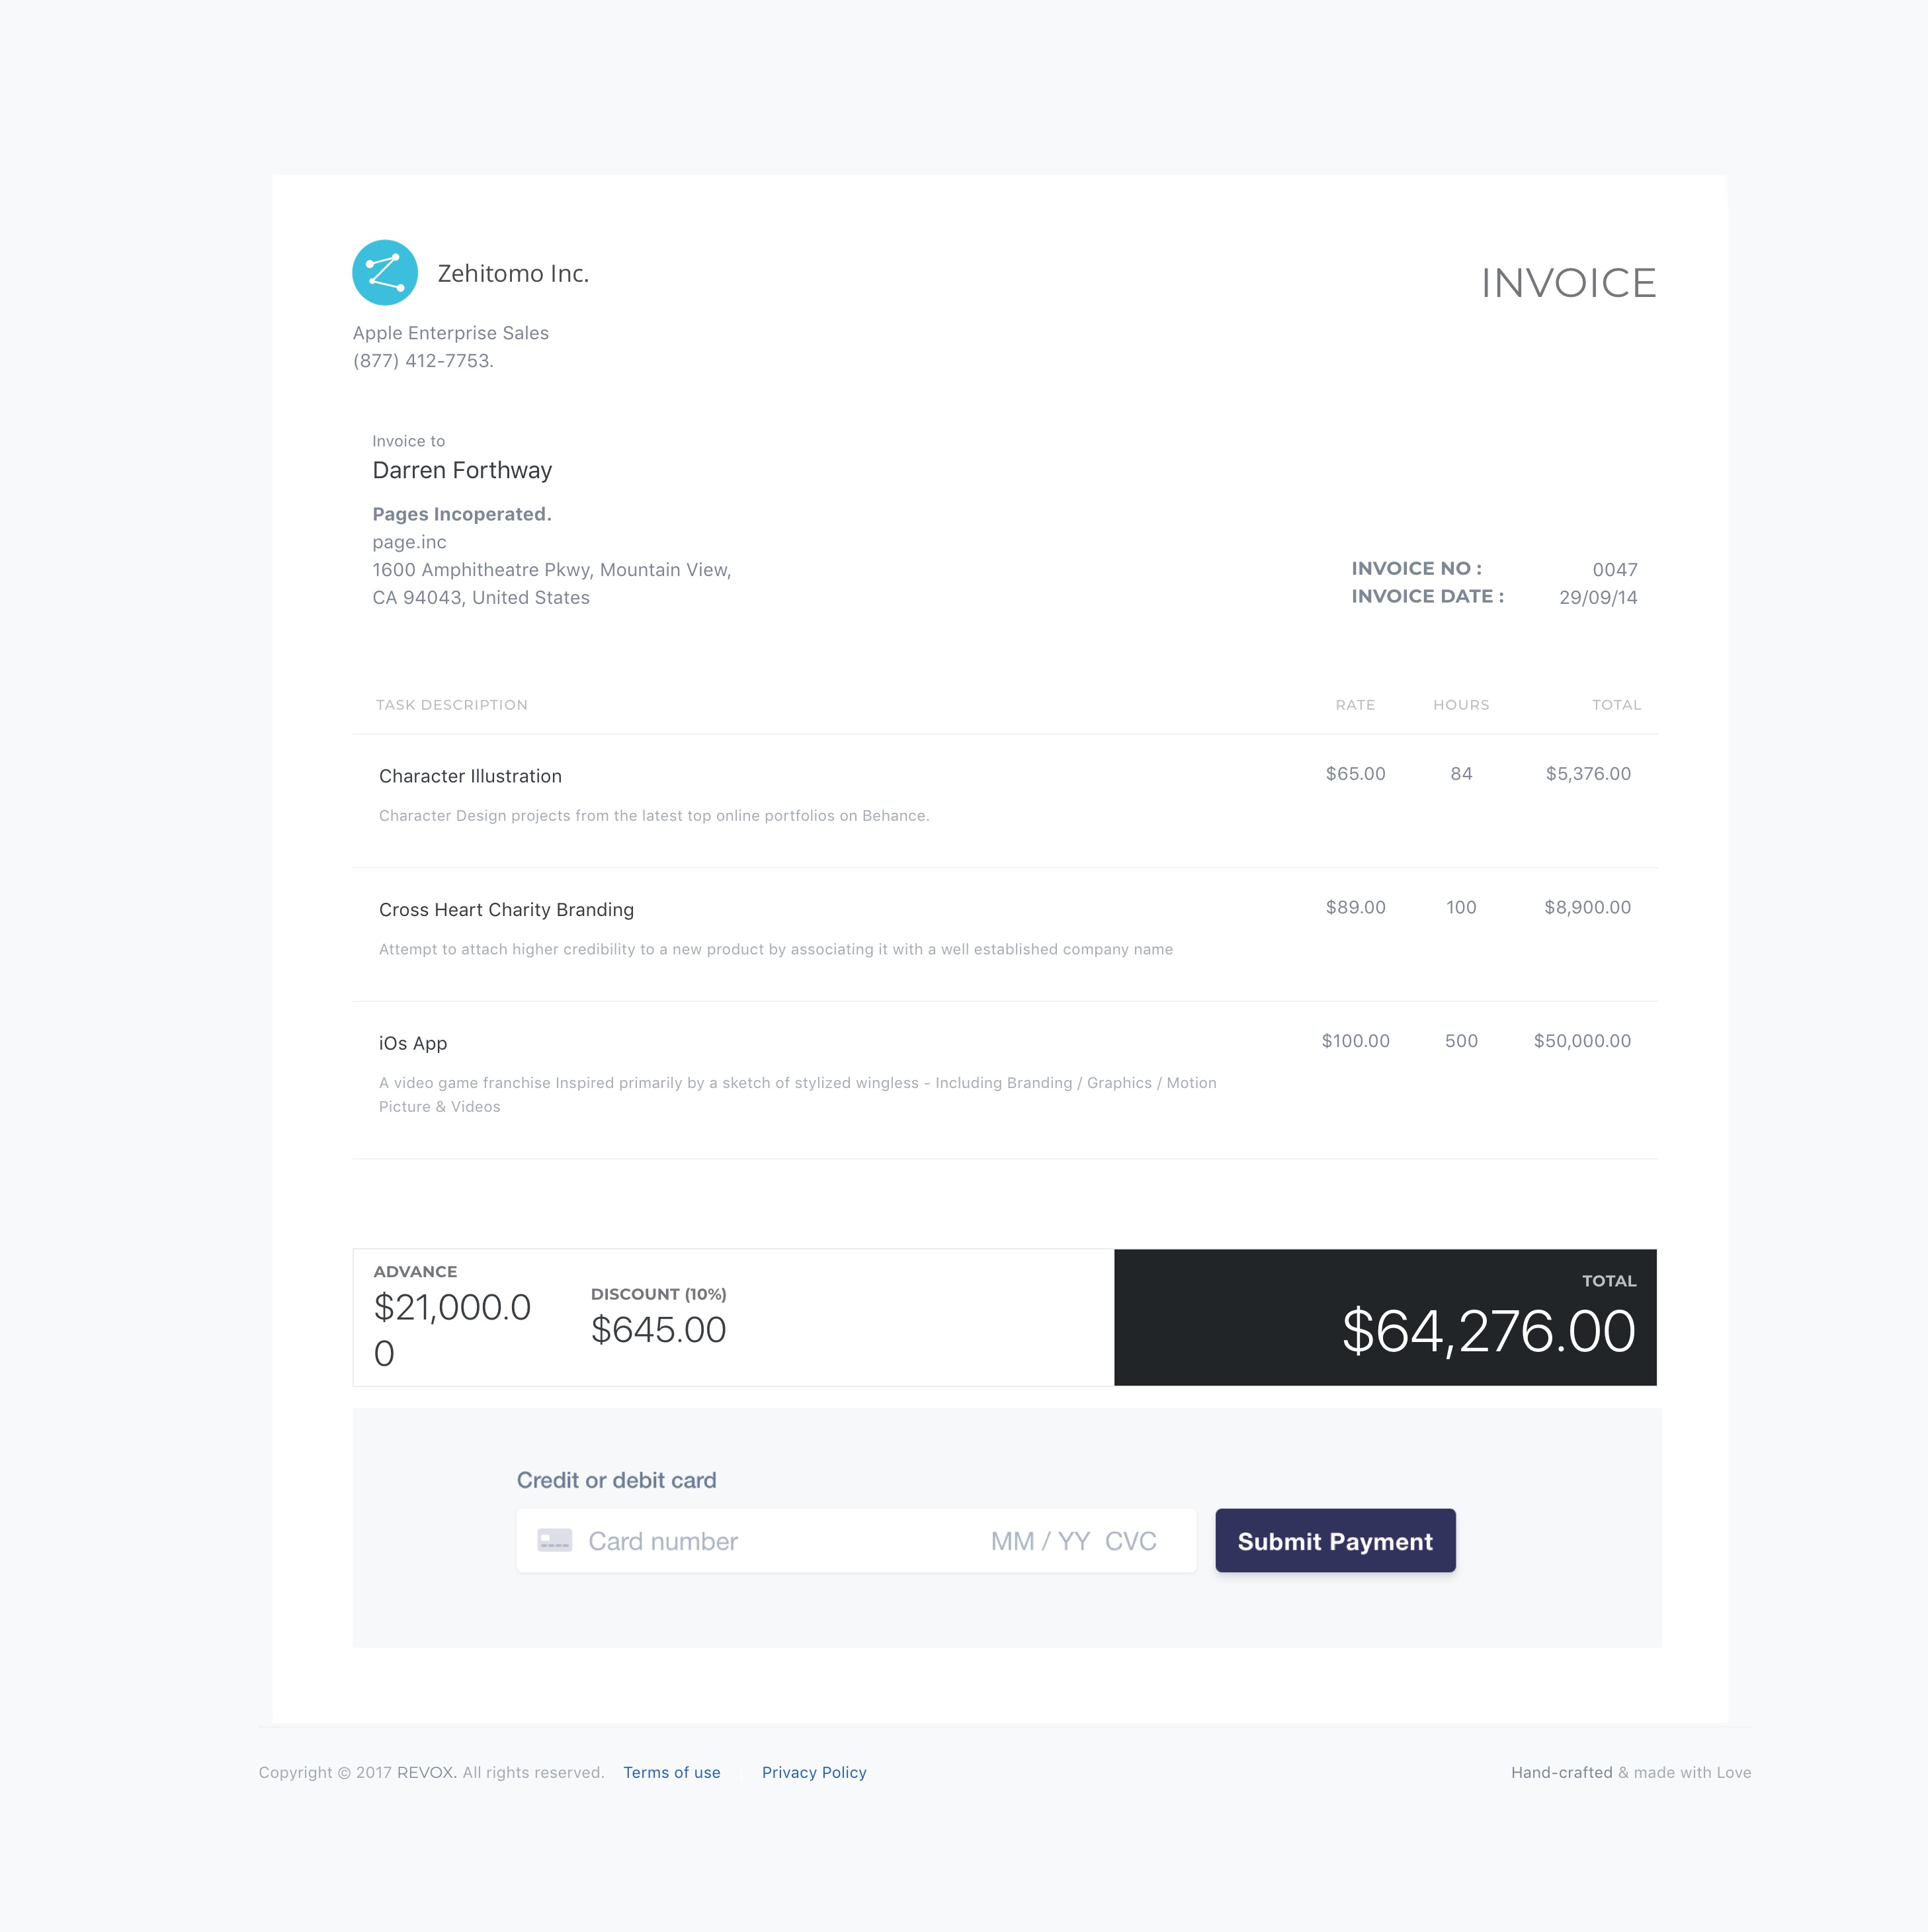 Zehitomo Inc.
INVOICE
Apple Enterprise Sales
(877) 412-7753.
Invoice to
Darren Forthway
Pages Incoperated.
page.inc
1600 Amphitheatre Pkwy, Mountain View,
CA 94043, United States
INVOICE NO : 0047
INVOICE DATE : 29/09/14
TASK DESCRIPTION RATE HOURS TOTAL
Character Illustration $65.00 84 $5,376.00
Character Design projects from the latest top online portfolios on Behance.
Cross Heart Charity Branding $89.00 100 $8,900.00
Attempt to attach higher credibility to a new product by associating it with a well established company name
iOs App $100.00 500 $50,000.00
A video game franchise Inspired primarily by a sketch of stylized wingless - Including Branding / Graphics / Motion
Picture & Videos
ADVANCE
$21,000.0
0
DISCOUNT (10%)
$645.00
TOTAL
$64,276.00
Credit or debit card
Card number MM / YY CVC
Submit Payment
Copyright © 2017 REVOX. All rights reserved. Terms of use Privacy Policy
Hand-crafted & made with Love